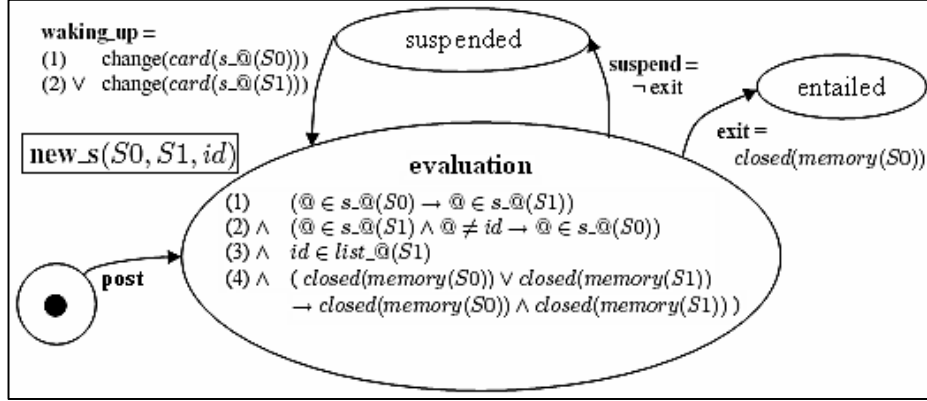 waking_up =
(1) change(card(s_@(S0)))
(2) ∨ change(card(s_@(S1)))
suspended
suspend =
¬ exit
entailed
exit =
closed(memory(S0))
new_s(S0, S1, id)
evaluation
(1) (@ ∈ s_@(S0) → @ ∈ s_@(S1))
(2) ∧ (@ ∈ s_@(S1) ∧ @ ≠ id → @ ∈ s_@(S0))
(3) ∧ id ∈ list_@(S1)
(4) ∧ ( closed(memory(S0)) ∨ closed(memory(S1))
→ closed(memory(S0)) ∧ closed(memory(S1)) )
post